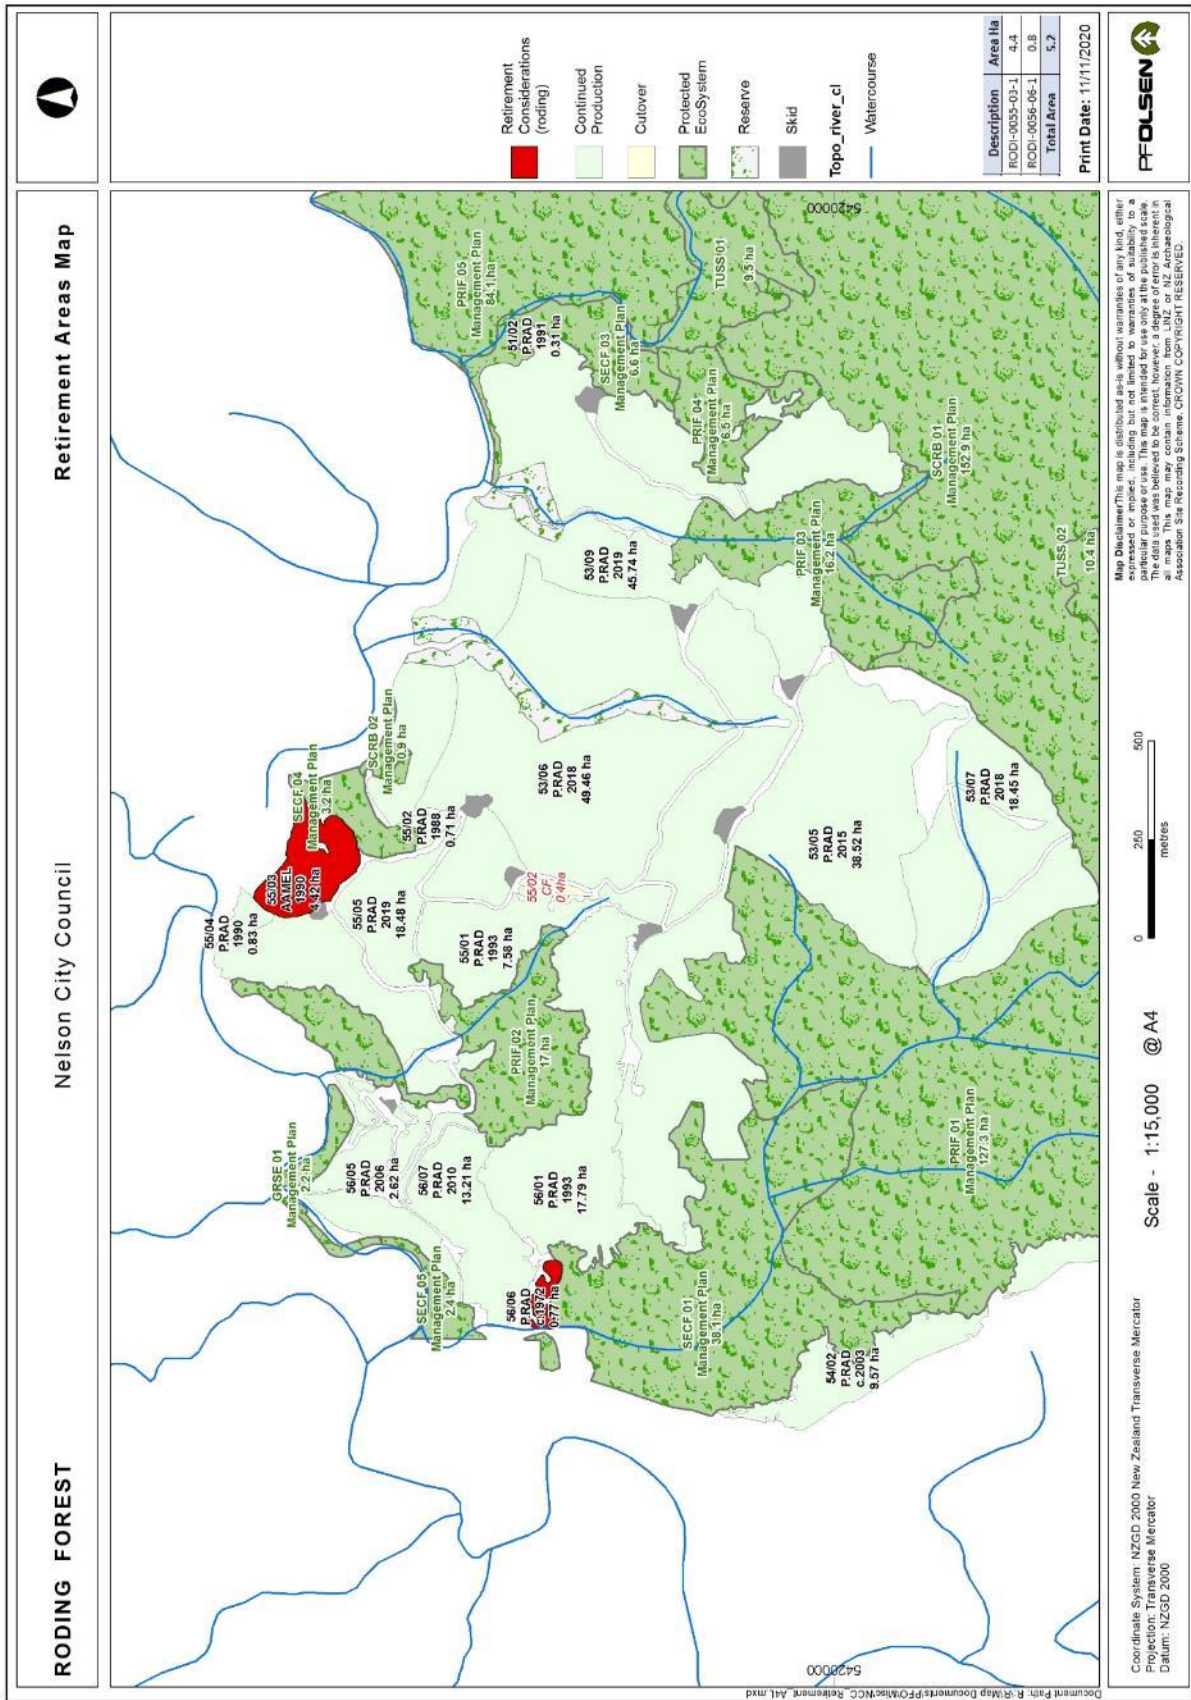 RODING FOREST
Nelson City Council
Retirement Areas Map
GRSE 01
Management Plan
2.2 ha
SECF 05
Management Plan
2.4 ha
56/05
P.RAD
2006
2.62 ha
56/07
P.RAD
2010
13.21 ha
56/06
P.RAD
c.1972
0.77 ha
56/01
P.RAD
1993
17.79 ha
SECF 01
Management Plan
38.1 ha
54/02
P.RAD
c.2003
9.57 ha
PRIF 01
Management Plan
127.3 ha
PRIF 02
Management Plan
17 ha
55/04
P.RAD
1990
0.83 ha
55/03
AAMEL
1990
4.42 ha
SECF 04
Management Plan
3.2 ha
55/05
P.RAD
2019
18.48 ha
55/02
P.RAD
1988
0.71 ha
SCRB 02
Management Plan
0.9 ha
55/01
P.RAD
1993
7.58 ha
55/02
CF
0.4ha
53/06
P.RAD
2018
49.46 ha
53/05
P.RAD
2015
38.52 ha
53/07
P.RAD
2018
18.45 ha
53/09
P.RAD
2019
45.74 ha
51/02
P.RAD
1991
0.31 ha
PRIF 05
Management Plan
84.1 ha
SECF 03
Management Plan
6.6 ha
PRIF 04
Management Plan
6.5 ha
TUSS 01
9.5 ha
PRIF 03
Management Plan
16.2 ha
SCRB 01
Management Plan
152.9 ha
TUSS 02
10.4 ha
5420000
5420000
Retirement
Considerations
(roding)
Continued
Production
Cutover
Protected
EcoSystem
Reserve
Skid
Topo_river_cl
Watercourse
Description Area Ha
RODI-0055-03-1 4.4
RODI-0056-06-1 0.8
Total Area 5.2
Print Date: 11/11/2020
Coordinate System: NZGD 2000 New Zealand Transverse Mercator
Projection: Transverse Mercator
Datum: NZGD 2000
Scale - 1:15,000 @ A4
0 250 500
metres
Map Disclaimer This map is distributed as-is without warranties of any kind, either
expressed or implied, including but not limited to warranties of suitability to a
particular purpose or use. This map is intended for use only at the published scale.
The data used was believed to be correct, however, a degree of error is inherent in
all maps. This map may contain information from LINZ or NZ Archaeological
Association Site Recording Scheme. CROWN COPYRIGHT RESERVED.
PF OLSEN